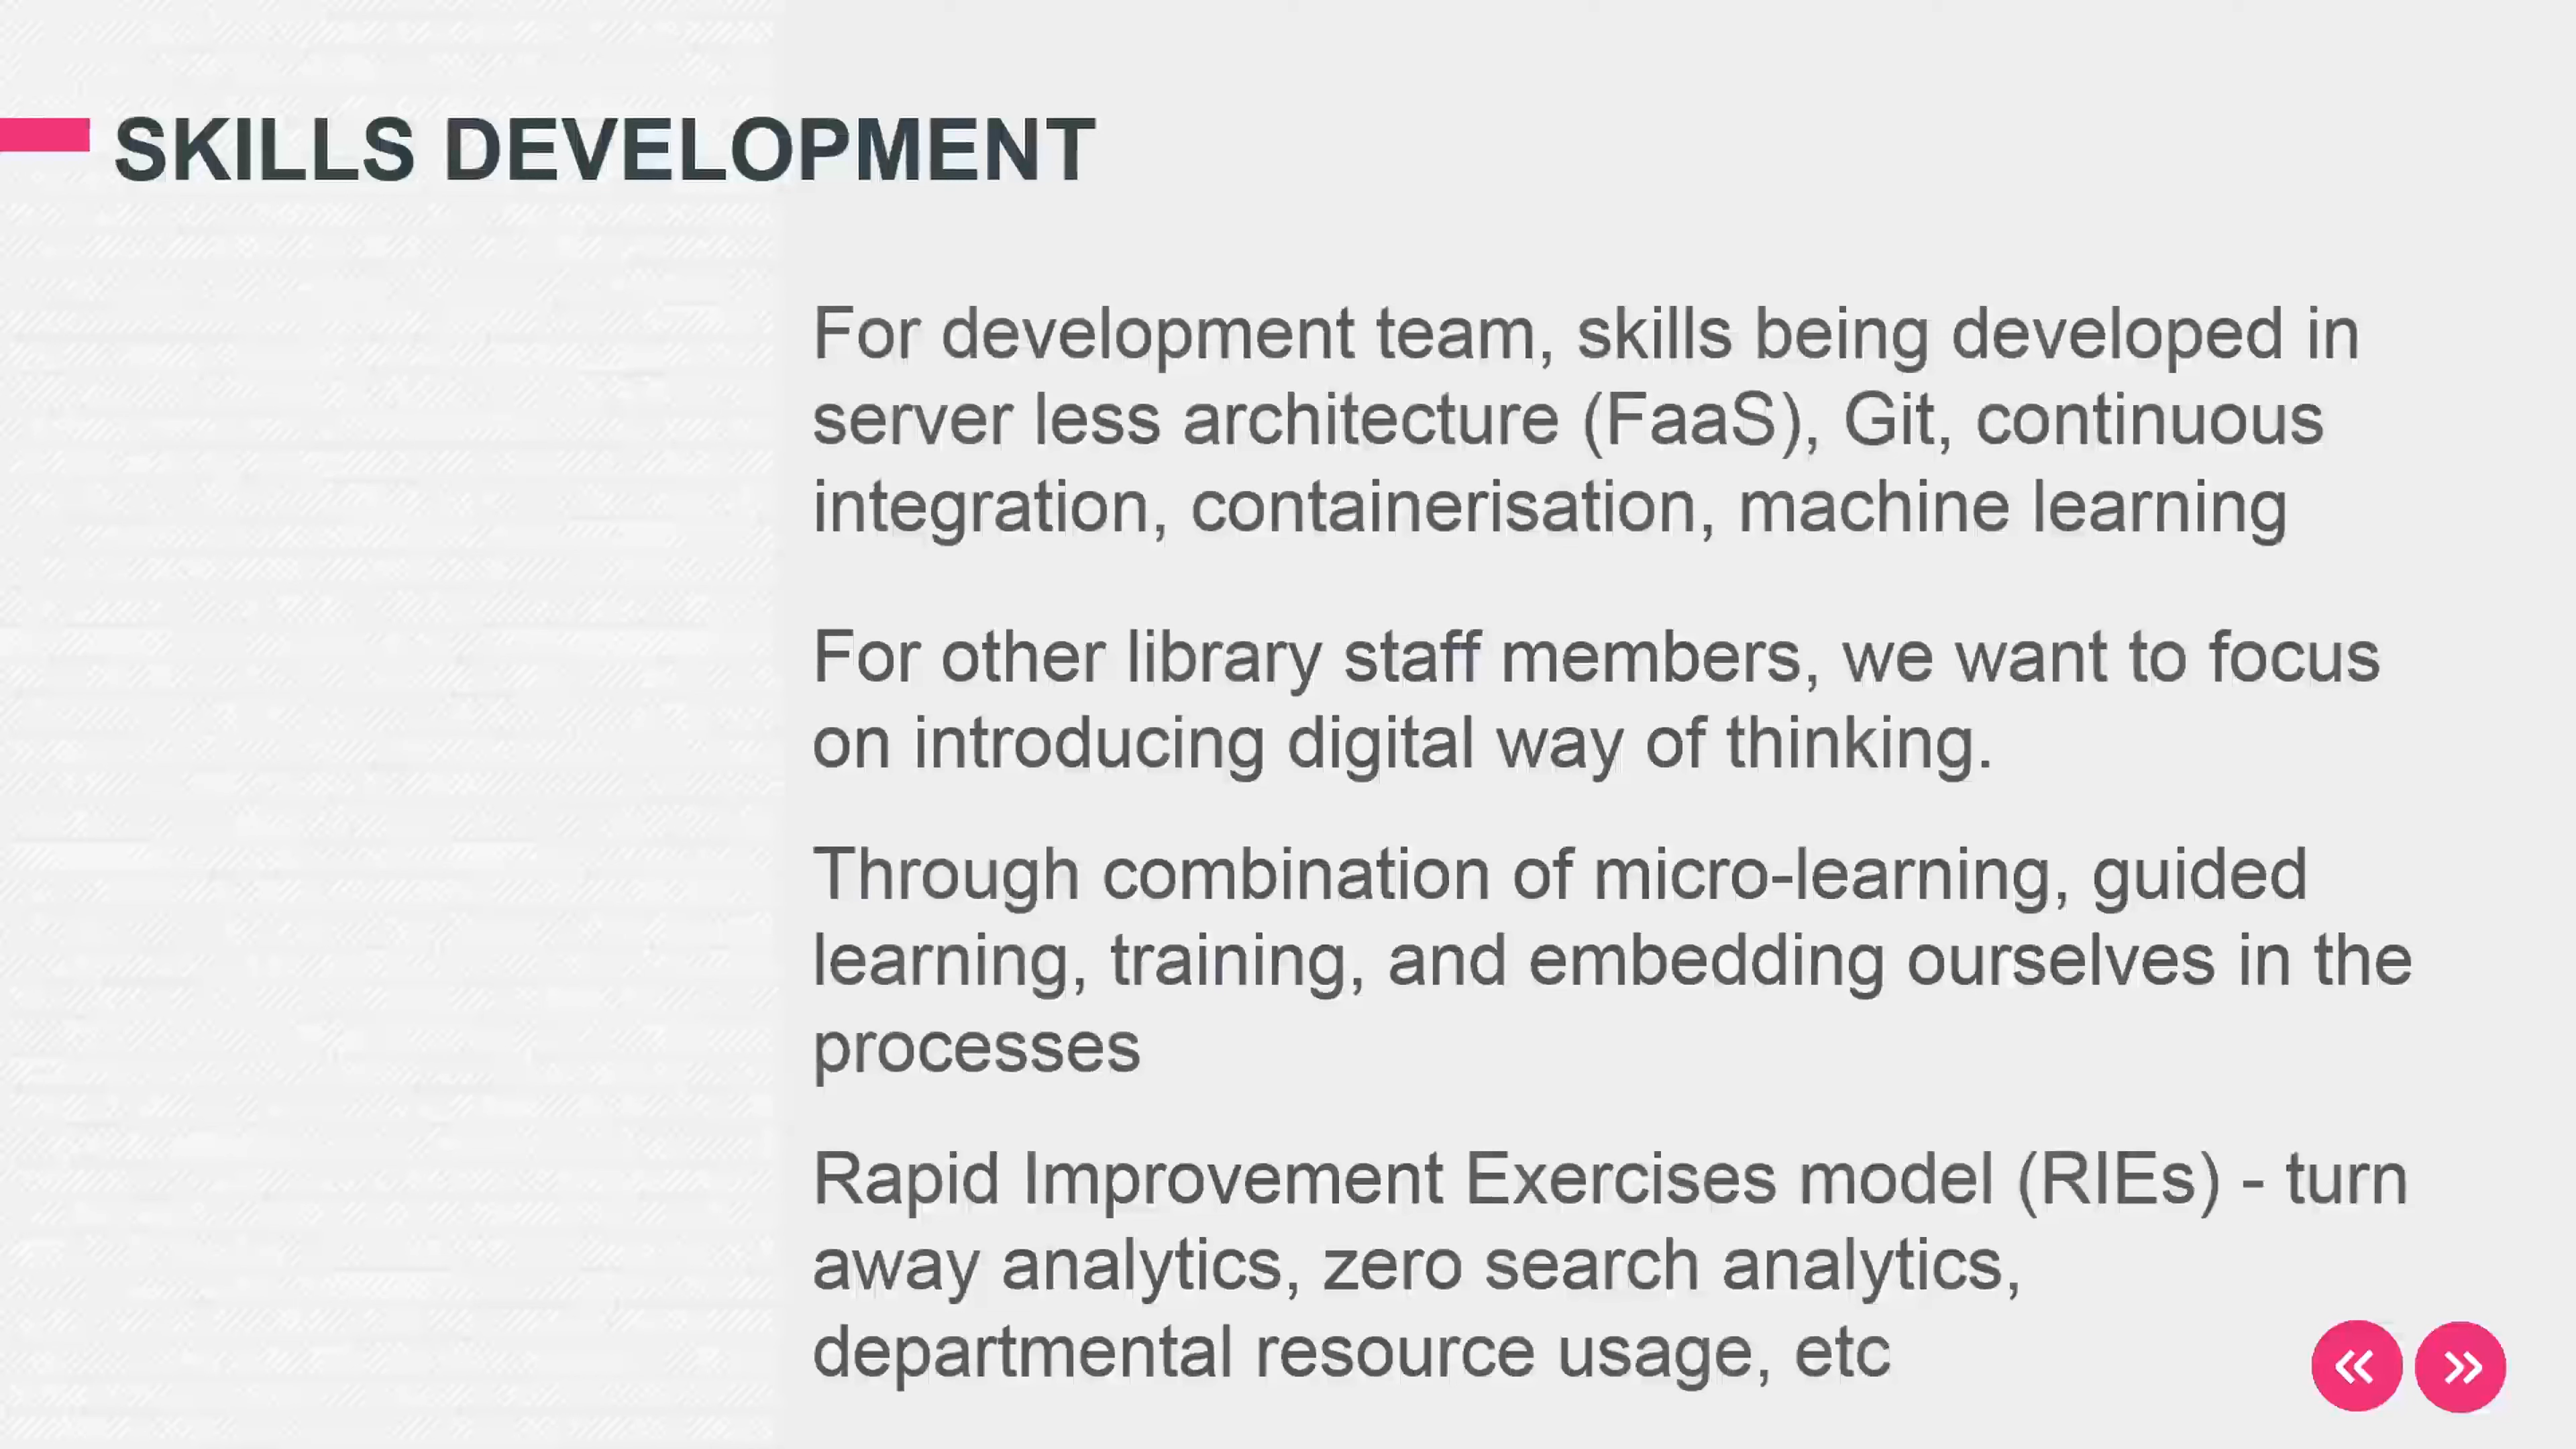 SKILLS DEVELOPMENT
For development team, skills being developed in
server less architecture (FaaS), Git, continuous
integration, containerisation, machine learning
For other library staff members, we want to focus
on introducing digital way of thinking.
Through combination of micro-learning, guided
learning, training, and embedding ourselves in the
processes
Rapid Improvement Exercises model (RIEs) - turn
away analytics, zero search analytics,
departmental resource usage, etc